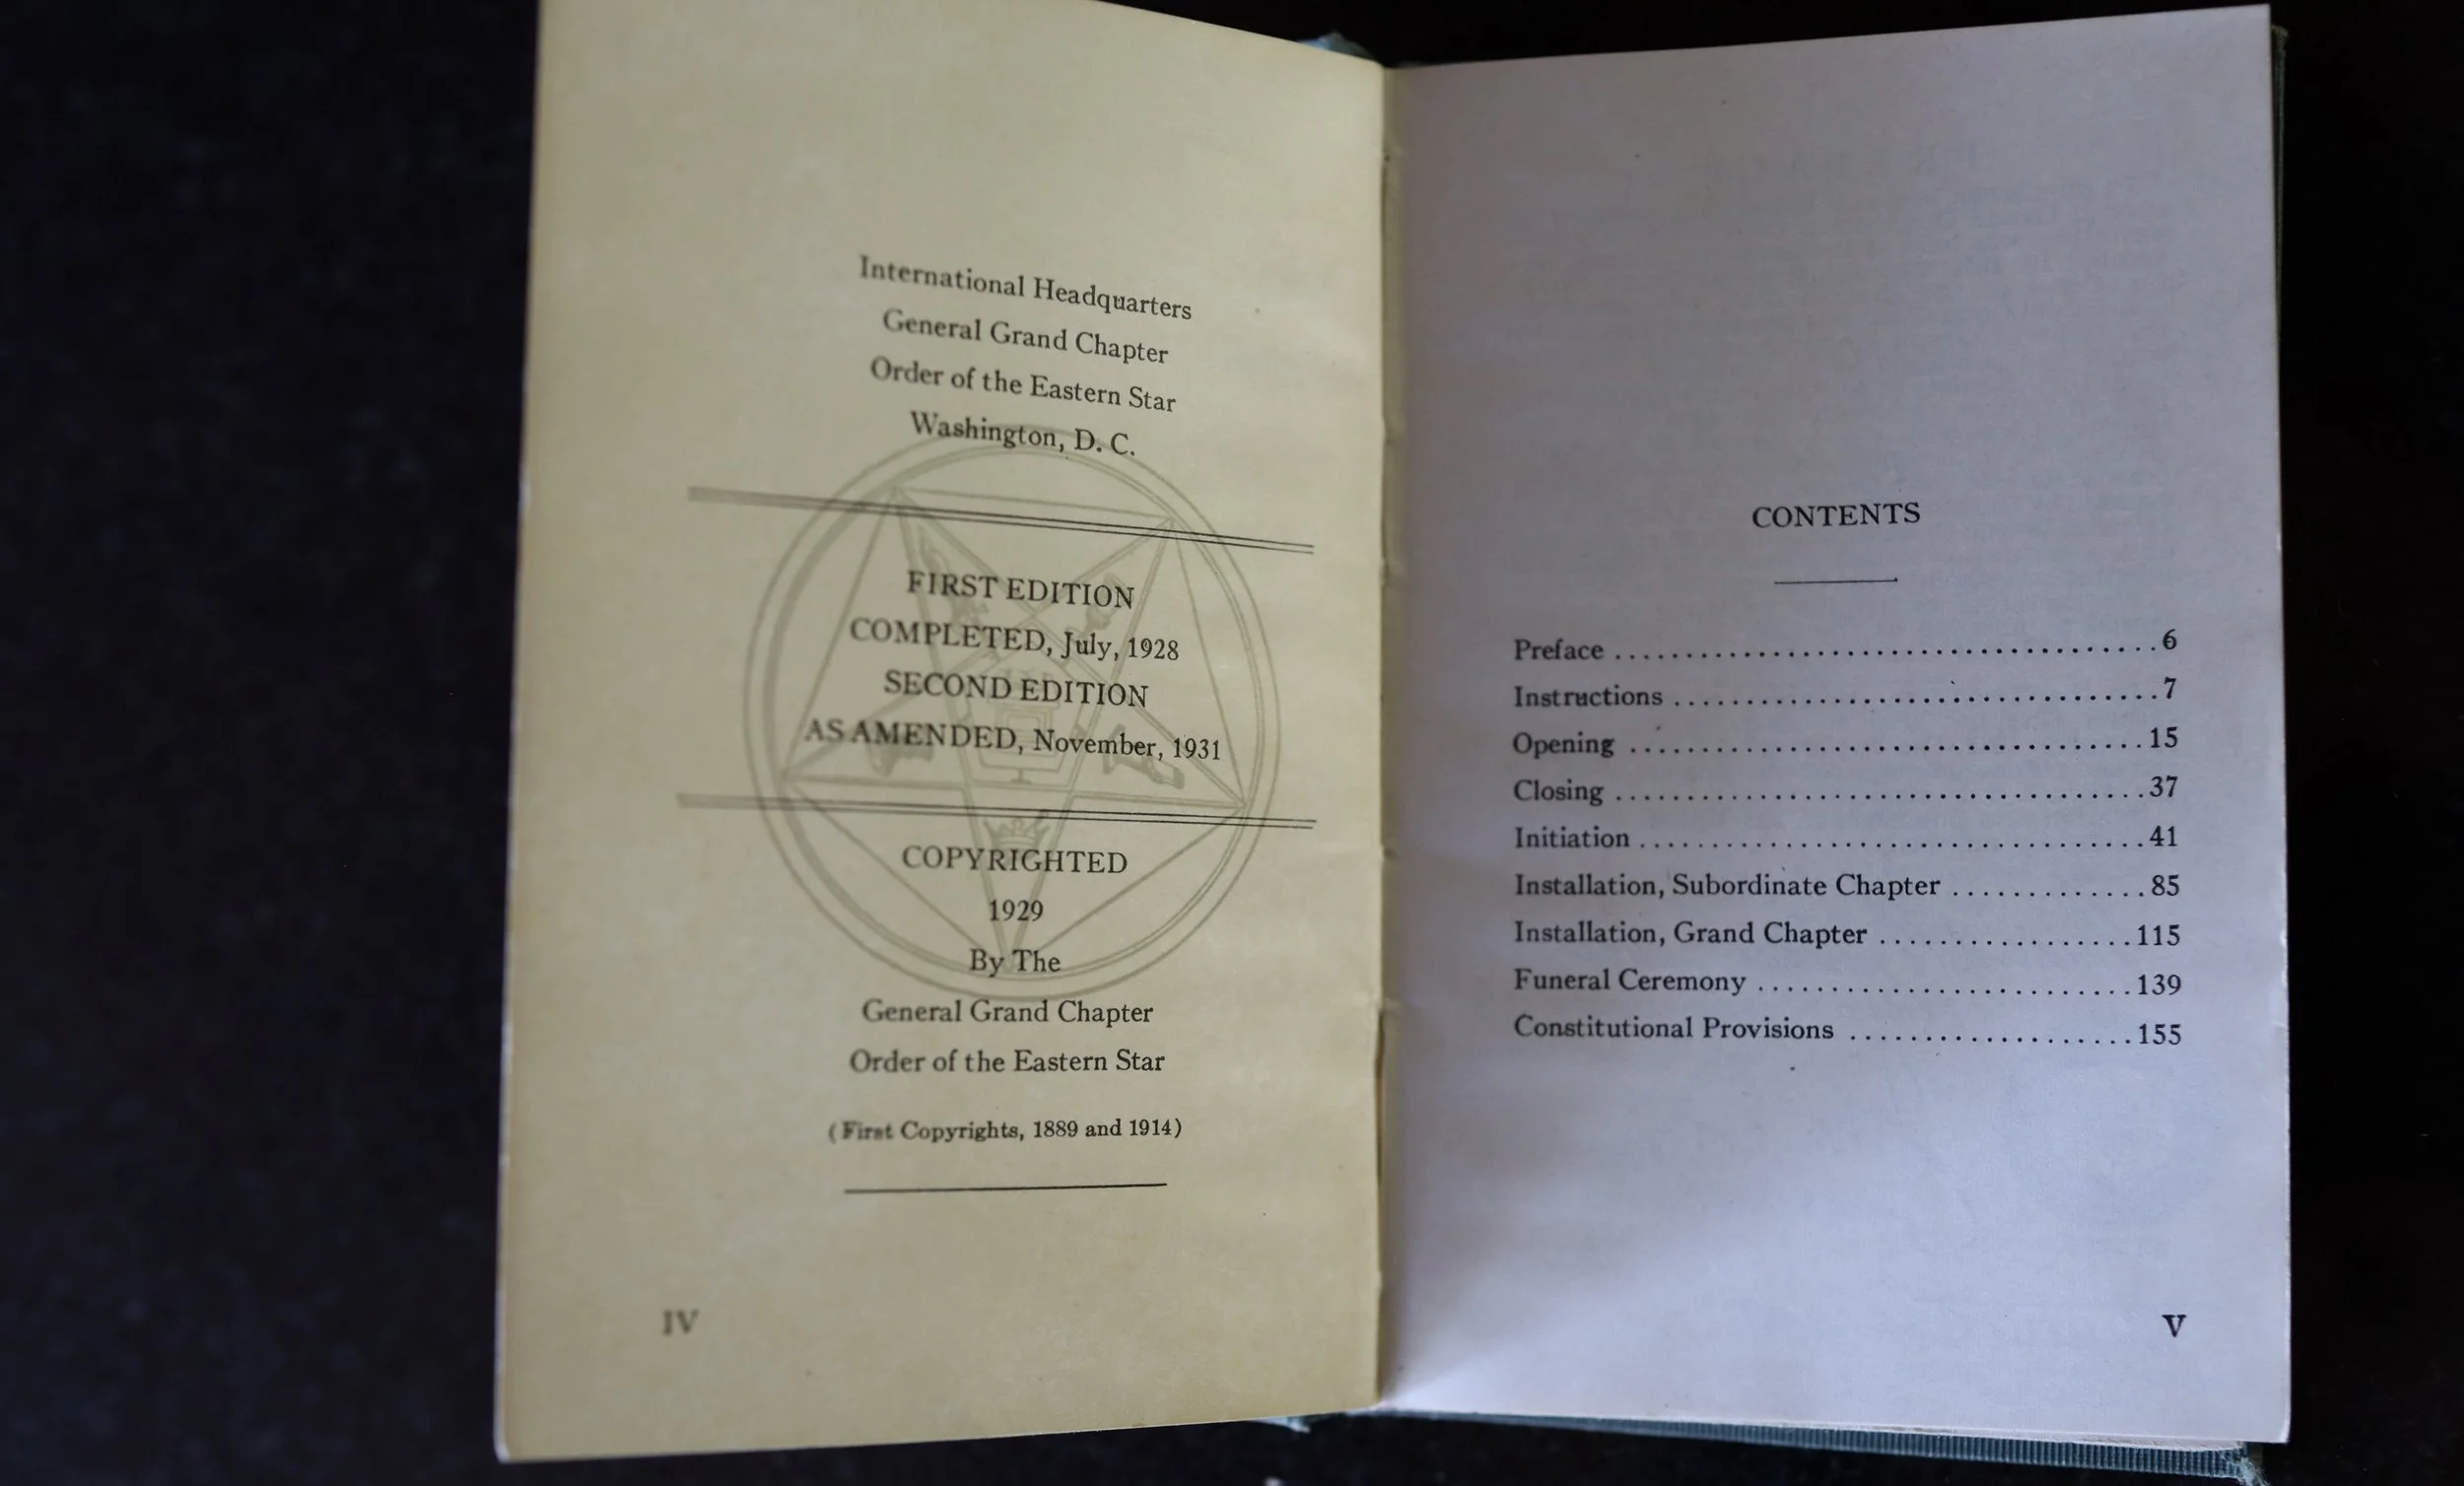 International Headquarters
General Grand Chapter
Order of the Eastern Star
Washington, D. C.
FIRST EDITION
COMPLETED, July, 1928
SECOND EDITION
AS AMENDED, November, 1931
COPYRIGHTED
1929
By The
General Grand Chapter
Order of the Eastern Star
(First Copyrights, 1889 and 1914)
IV
CONTENTS
Preface ....................................... 6
Instructions .................................. 7
Opening .................................... 15
Closing ..................................... 37
Initiation ................................... 41
Installation, Subordinate Chapter .............. 85
Installation, Grand Chapter .................. 115
Funeral Ceremony .......................... 139
Constitutional Provisions .................... 155
V